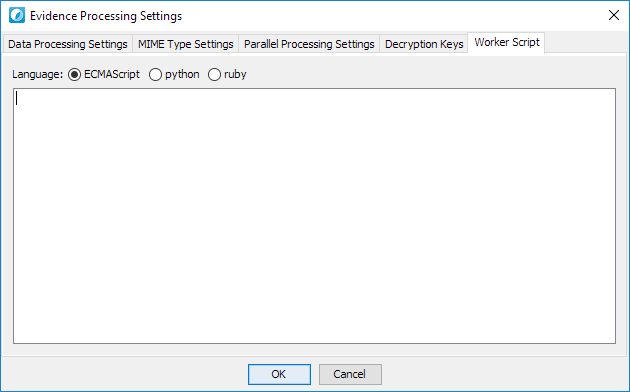 Evidence Processing Settings
Data Processing Settings MIME Type Settings Parallel Processing Settings Decryption Keys Worker Script
Language: ECMAScript python ruby
OK Cancel